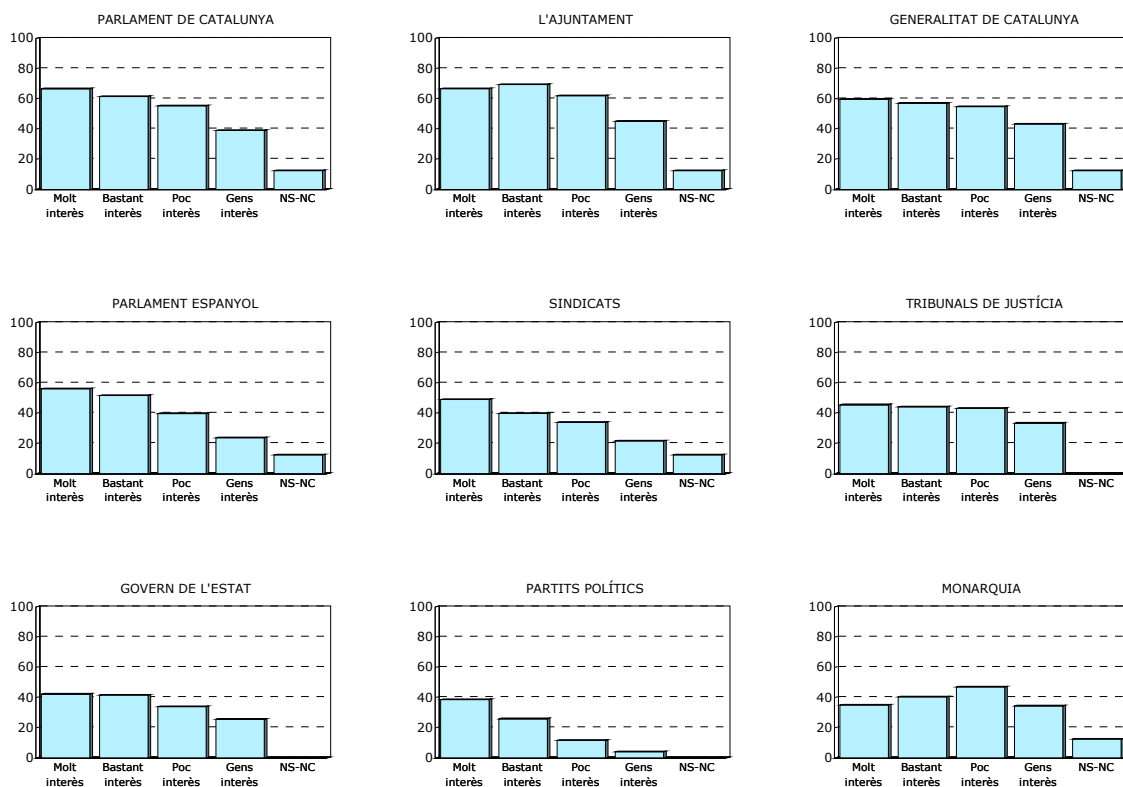 PARLAMENT DE CATALUNYA
100
80
60
40
20
0
Molt interès
Bastant interès
Poc interès
Gens interès
NS-NC
L'AJUNTAMENT
100
80
60
40
20
0
Molt interès
Bastant interès
Poc interès
Gens interès
NS-NC
GENERALITAT DE CATALUNYA
100
80
60
40
20
0
Molt interès
Bastant interès
Poc interès
Gens interès
NS-NC
PARLAMENT ESPANYOL
100
80
60
40
20
0
Molt interès
Bastant interès
Poc interès
Gens interès
NS-NC
SINDICATS
100
80
60
40
20
0
Molt interès
Bastant interès
Poc interès
Gens interès
NS-NC
TRIBUNALS DE JUSTÍCIA
100
80
60
40
20
0
Molt interès
Bastant interès
Poc interès
Gens interès
NS-NC
GOVERN DE L'ESTAT
100
80
60
40
20
0
Molt interès
Bastant interès
Poc interès
Gens interès
NS-NC
PARTITS POLÍTICS
100
80
60
40
20
0
Molt interès
Bastant interès
Poc interès
Gens interès
NS-NC
MONARQUIA
100
80
60
40
20
0
Molt interès
Bastant interès
Poc interès
Gens interès
NS-NC